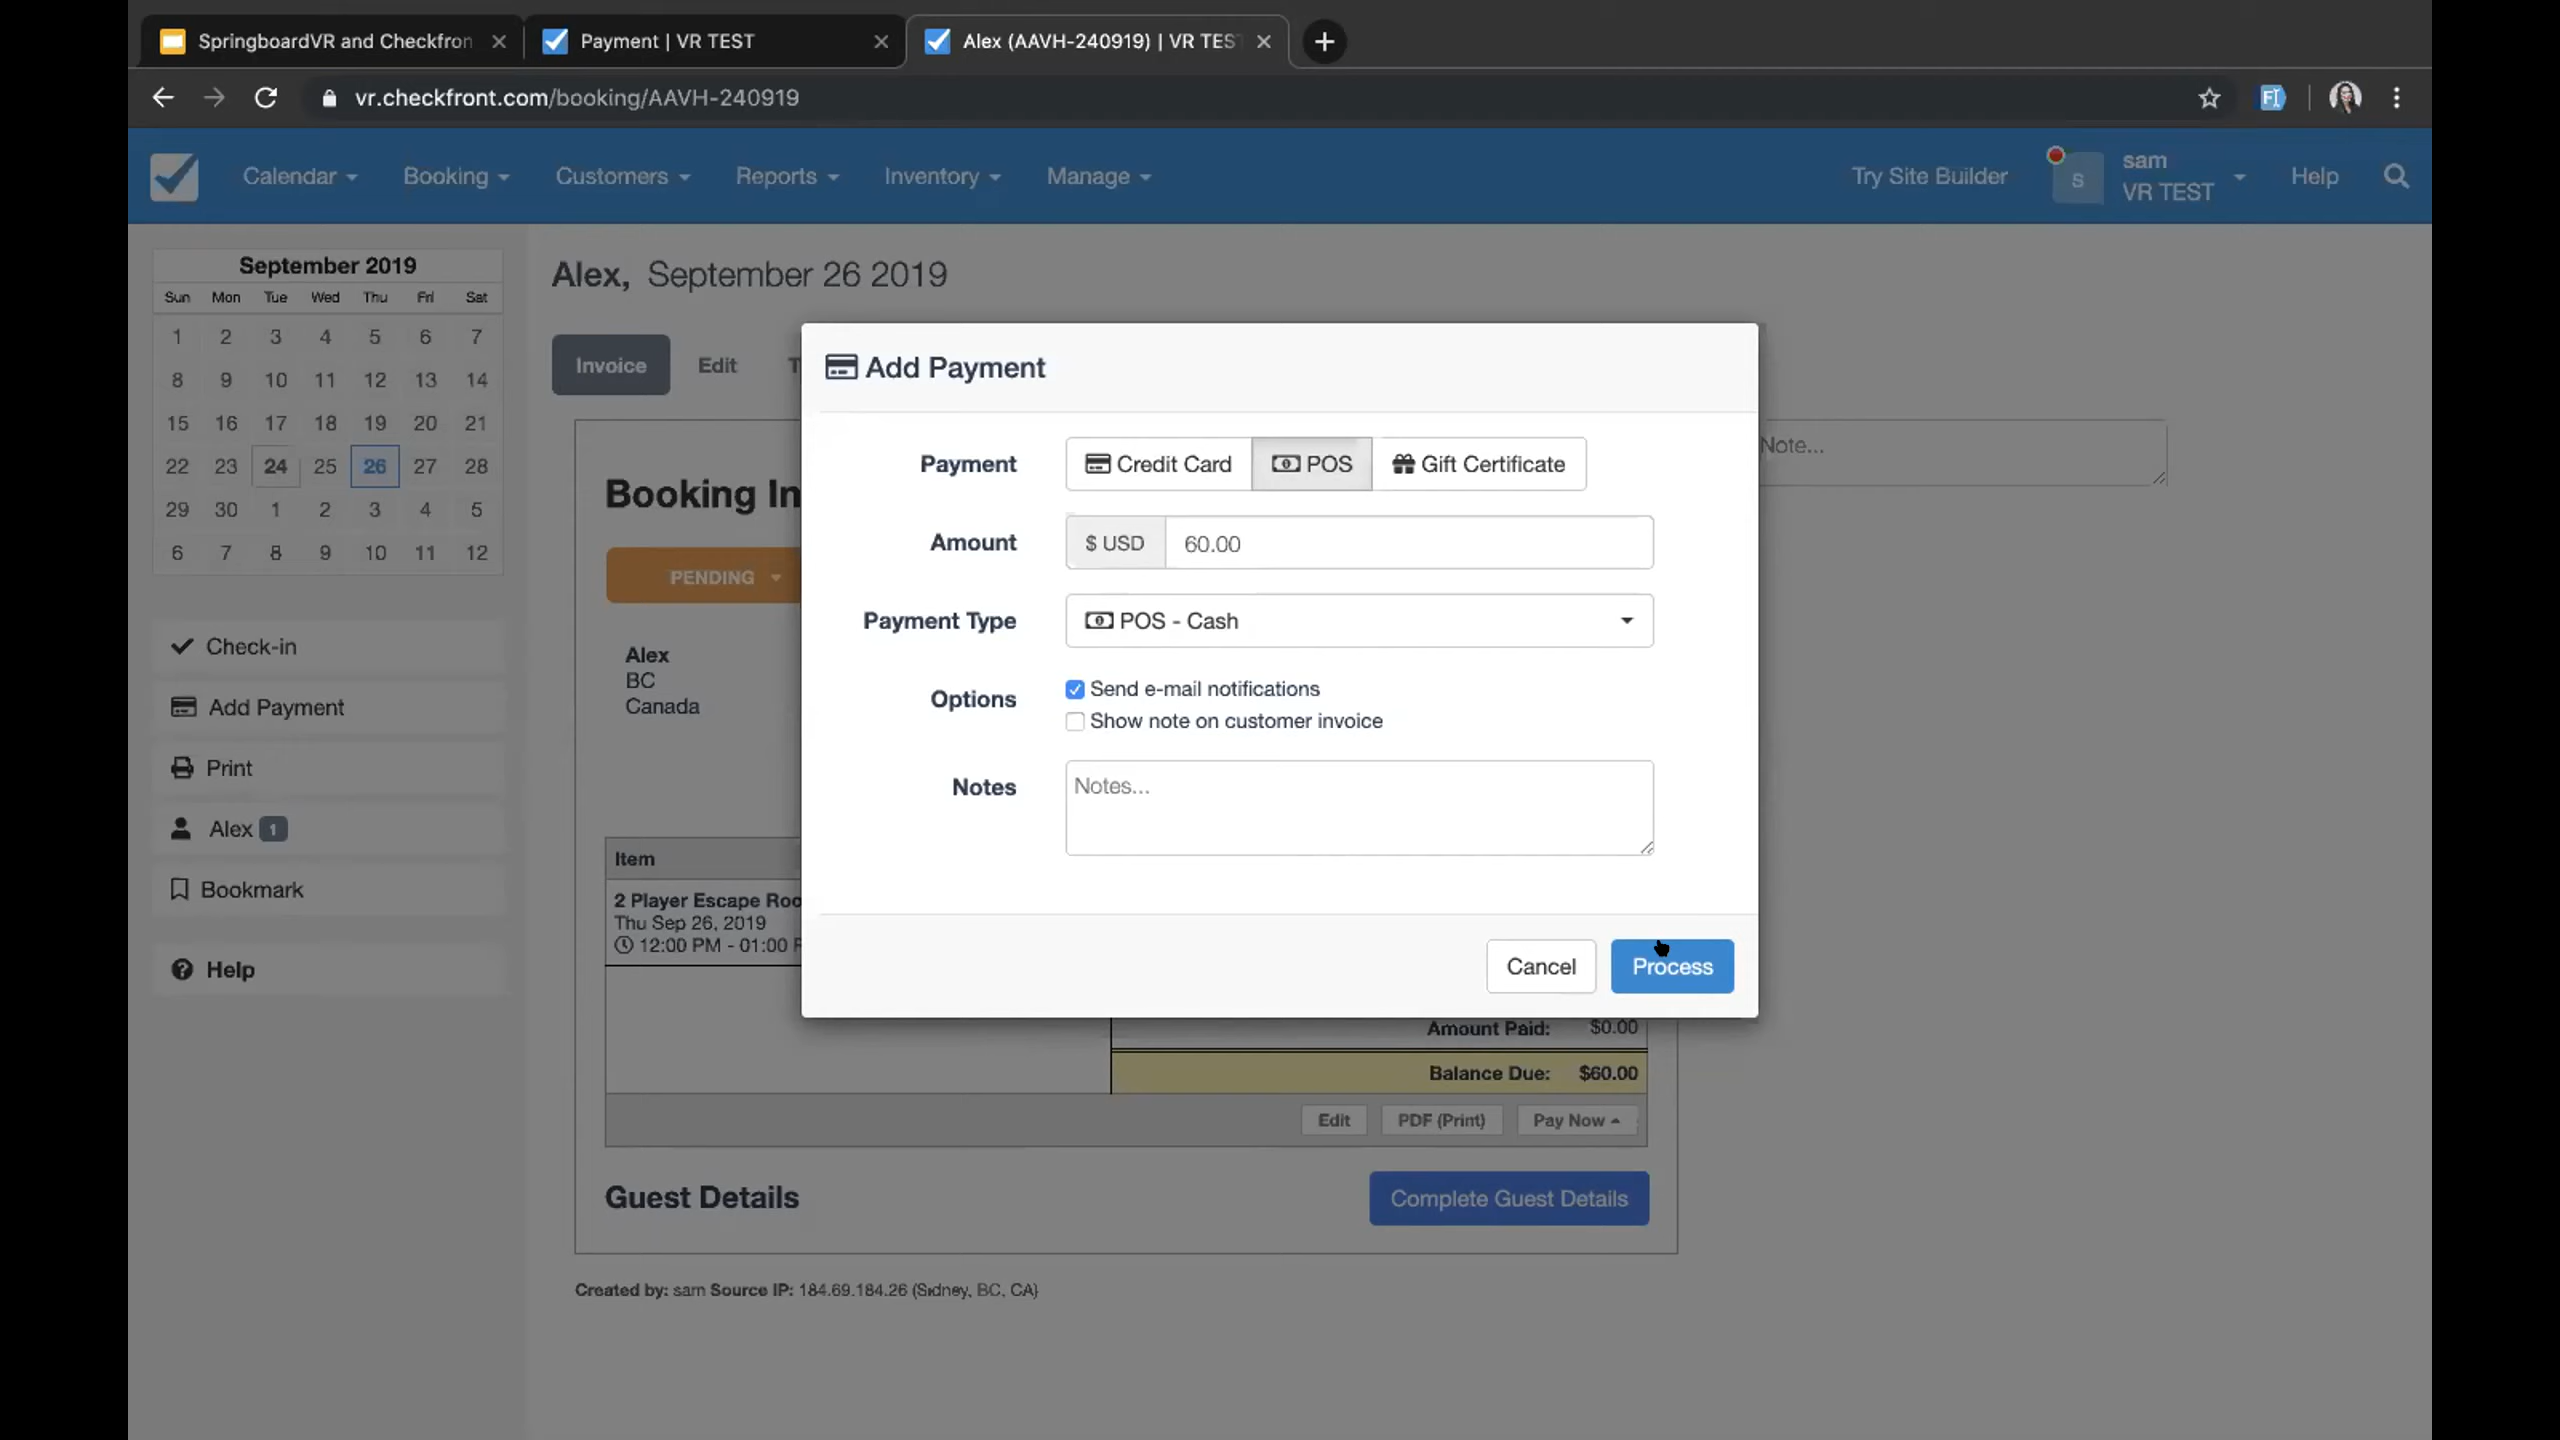 SpringboardVR and Checkfron
Payment | VR TEST
Alex (AAVH-240919) | VR TES
vr.checkfront.com/booking/AAVH-240919
Calendar
Booking
Customers
Reports
Inventory
Manage
Try Site Builder
S
sam
VR TEST
Help
September 2019
Sun Mon Tue Wed Thu Fri Sat
1 2 3 4 5 6 7
8 9 10 11 12 13 14
15 16 17 18 19 20 21
22 23 24 25 26 27 28
29 30 1 2 3 4 5
6 7 8 9 10 11 12
Check-in
Add Payment
Print
Alex 1
Bookmark
Help
Alex, September 26 2019
Invoice
Edit
T
Booking In
PENDING
Alex
BC
Canada
Note...
Add Payment
Payment
Credit Card
POS
Gift Certificate
Amount
$ USD
60.00
Payment Type
POS - Cash
Options
Send e-mail notifications
Show note on customer invoice
Notes
Notes...
Cancel
Process
Item
2 Player Escape Roo
Thu Sep 26, 2019
12:00 PM - 01:00 P
Amount Paid: $0.00
Balance Due: $60.00
Edit
PDF (Print)
Pay Now
Guest Details
Complete Guest Details
Created by: sam Source IP: 184.69.184.26 (Sidney, BC, CA)